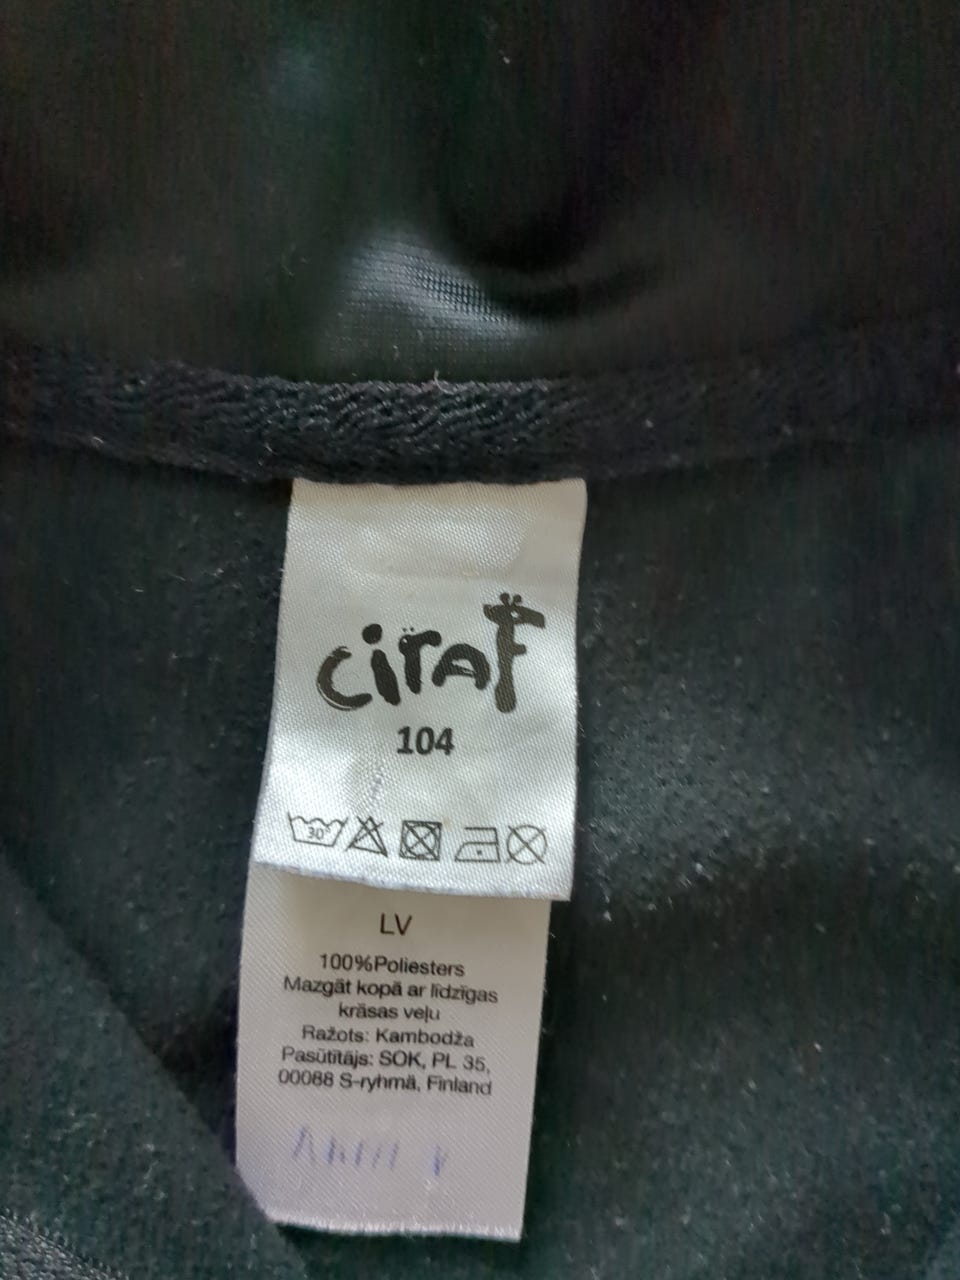 ciraf
104
30°
LV
100%Poliesters
Mazgāt kopā ar līdzīgas
krāsas veļu
Ražots: Kambodža
Pasūtītājs: SOK, PL 35,
00088 S-ryhmä, Finland